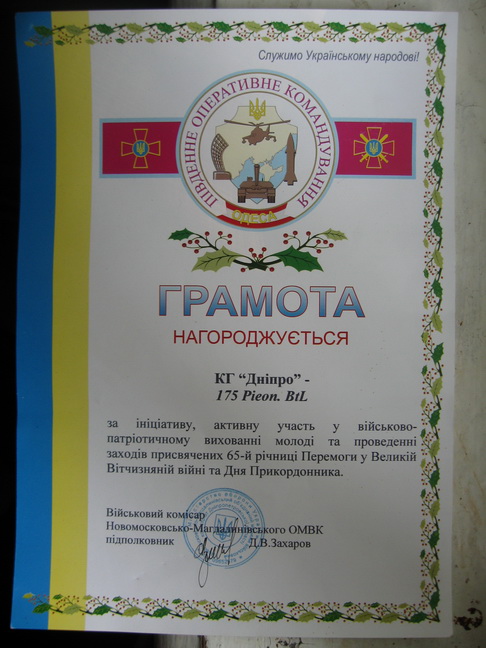 Служимо Українському народові!
ПІВДЕННЕ ОПЕРАТИВНЕ КОМАНДУВАННЯ
ОДЕСА
ГРАМОТА
НАГОРОДЖУЄТЬСЯ
КГ “Дніпро” -
175 Pieon. BtL
за ініціативу, активну участь у військово-
патріотичному вихованні молоді та проведенні
заходів присвячених 65-й річниці Перемоги у Великій
Вітчизняній війні та Дня Прикордонника.
Військовий комісар
Новомосковсько-Магдалинівського ОМВК
підполковник Д.В.Захаров